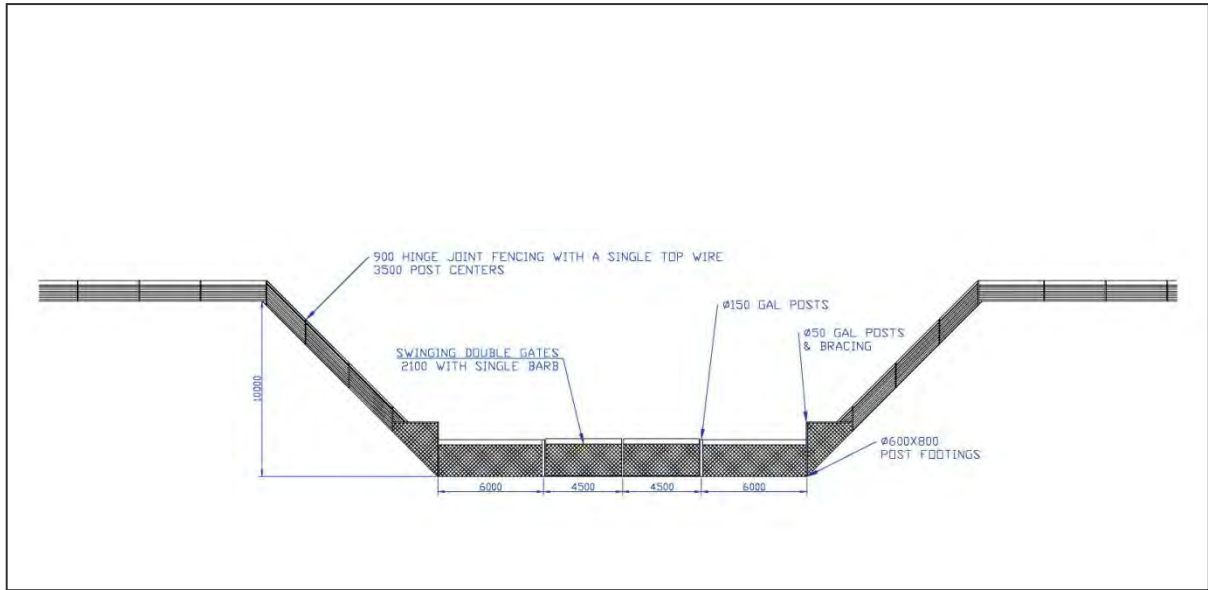 900 HINGE JOINT FENCING WITH A SINGLE TOP WIRE
3500 POST CENTERS
Ø150 GAL POSTS
Ø50 GAL POSTS
& BRACING
SWINGING DOUBLE GATES
2100 WITH SINGLE BARB
10000
Ø600X800
POST FOOTINGS
6000
4500
4500
6000